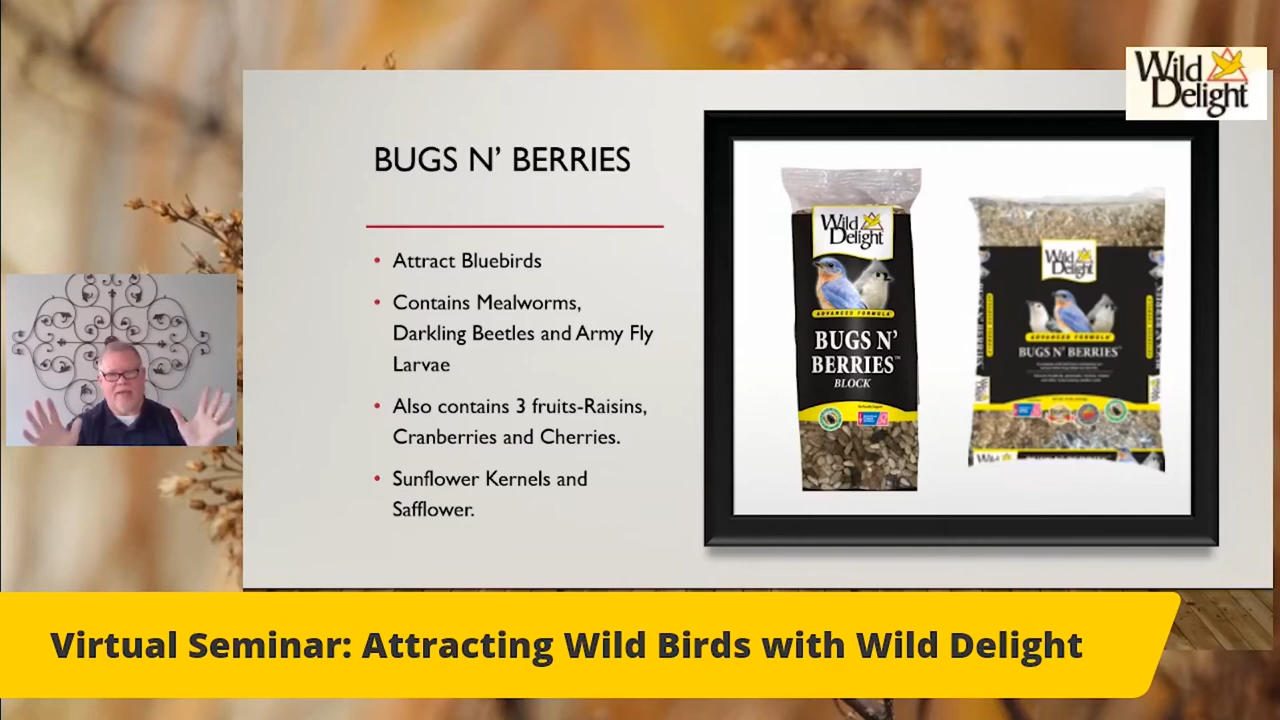 Wild
Delight
BUGS N’ BERRIES
• Attract Bluebirds
• Contains Mealworms,
Darkling Beetles and Army Fly
Larvae
• Also contains 3 fruits-Raisins,
Cranberries and Cherries.
• Sunflower Kernels and
Safflower.
Wild
Delight
ADVANCED FORMULA
BUGS N’
BERRIES™
BLOCK
Wild
Delight
ADVANCED FORMULA
BUGS N’ BERRIES™
Virtual Seminar: Attracting Wild Birds with Wild Delight